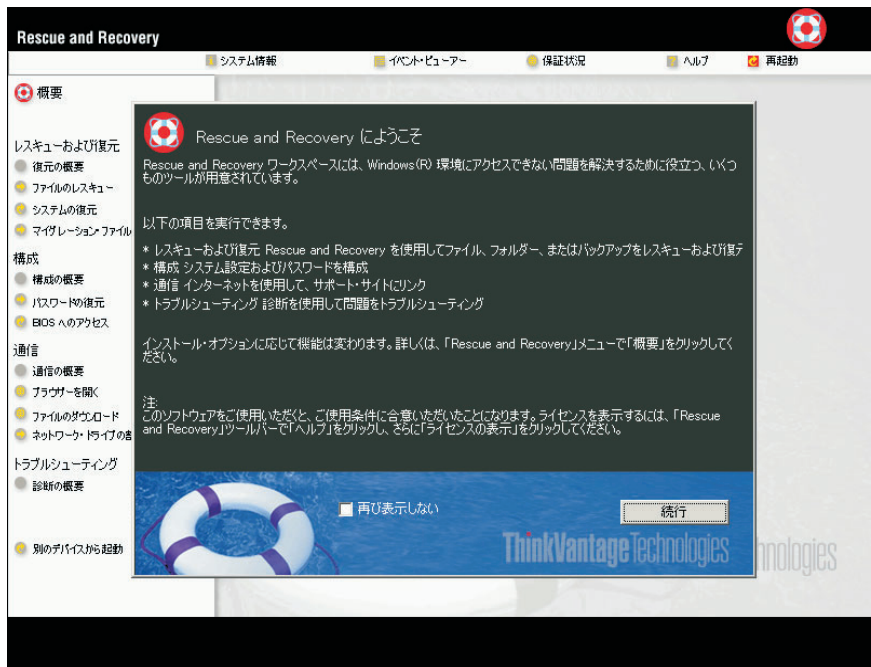 Rescue and Recovery
システム情報
イベント・ビューアー
保証状況
ヘルプ
再起動
概要
レスキューおよび復元
復元の概要
ファイルのレスキュー
システムの復元
マイグレーション・ファイル
構成
構成の概要
パスワードの復元
BIOS へのアクセス
通信
通信の概要
ブラウザーを開く
ファイルのダウンロード
ネットワーク・ドライブの
トラブルシューティング
診断の概要
別のデバイスから起動
Rescue and Recovery にようこそ
Rescue and Recovery ワークスペースには、Windows(R) 環境にアクセスできない問題を解決するために役立つ、いくつ
ものツールが用意されています。
以下の項目を実行できます。
* レスキューおよび復元 Rescue and Recovery を使用してファイル、フォルダー、またはバックアップをレスキューおよび復
* 構成 システム設定およびパスワードを構成
* 通信 インターネットを使用して、サポート・サイトにリンク
* トラブルシューティング 診断を使用して問題をトラブルシューティング
インストール・オプションに応じて機能は変わります。詳しくは、「Rescue and Recovery」メニューで「概要」をクリックしてく
ださい。
注:
このソフトウェアをご使用いただくと、ご使用条件に合意いただいたことになります。ライセンスを表示するには、「Rescue
and Recovery」ツールバーで「ヘルプ」をクリックし、さらに「ライセンスの表示」をクリックしてください。
再び表示しない
続行
ThinkVantage Technologies
hnologies